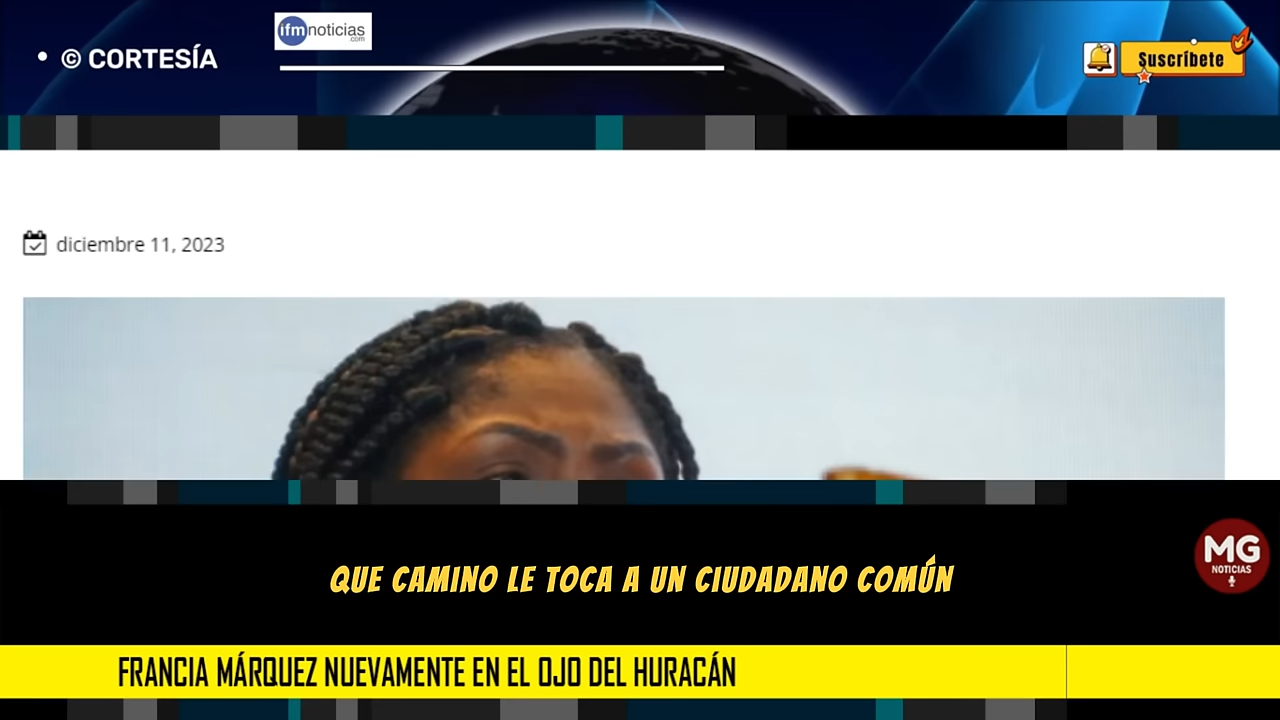 • © CORTESÍA
ifmnoticias
.com
Suscríbete
diciembre 11, 2023
QUE CAMINO LE TOCA A UN CIUDADANO COMÚN
MG
NOTICIAS
FRANCIA MÁRQUEZ NUEVAMENTE EN EL OJO DEL HURACÁN